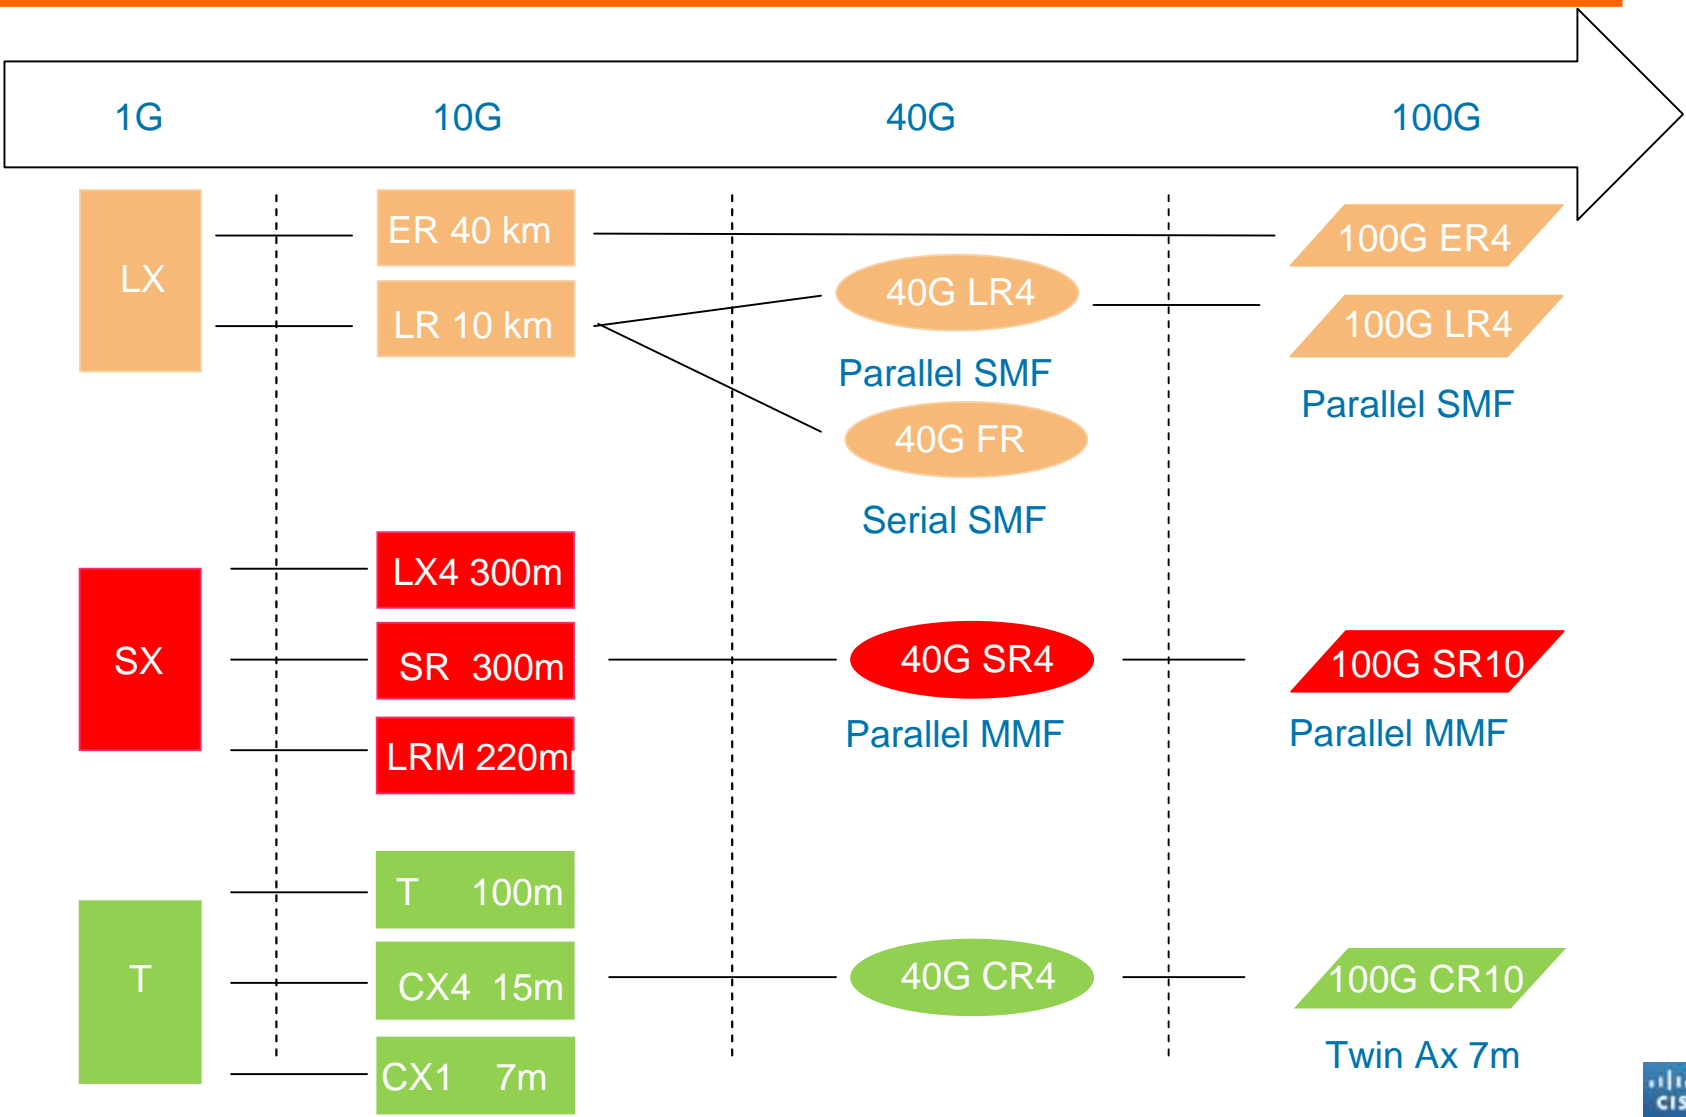 1G 10G 40G 100G
LX
ER 40 km
100G ER4
LR 10 km
40G LR4
100G LR4
Parallel SMF
Parallel SMF
40G FR
Serial SMF
SX
LX4 300m
SR 300m
40G SR4
100G SR10
Parallel MMF
Parallel MMF
LRM 220m
T
T 100m
CX4 15m
40G CR4
100G CR10
CX1 7m
Twin Ax 7m